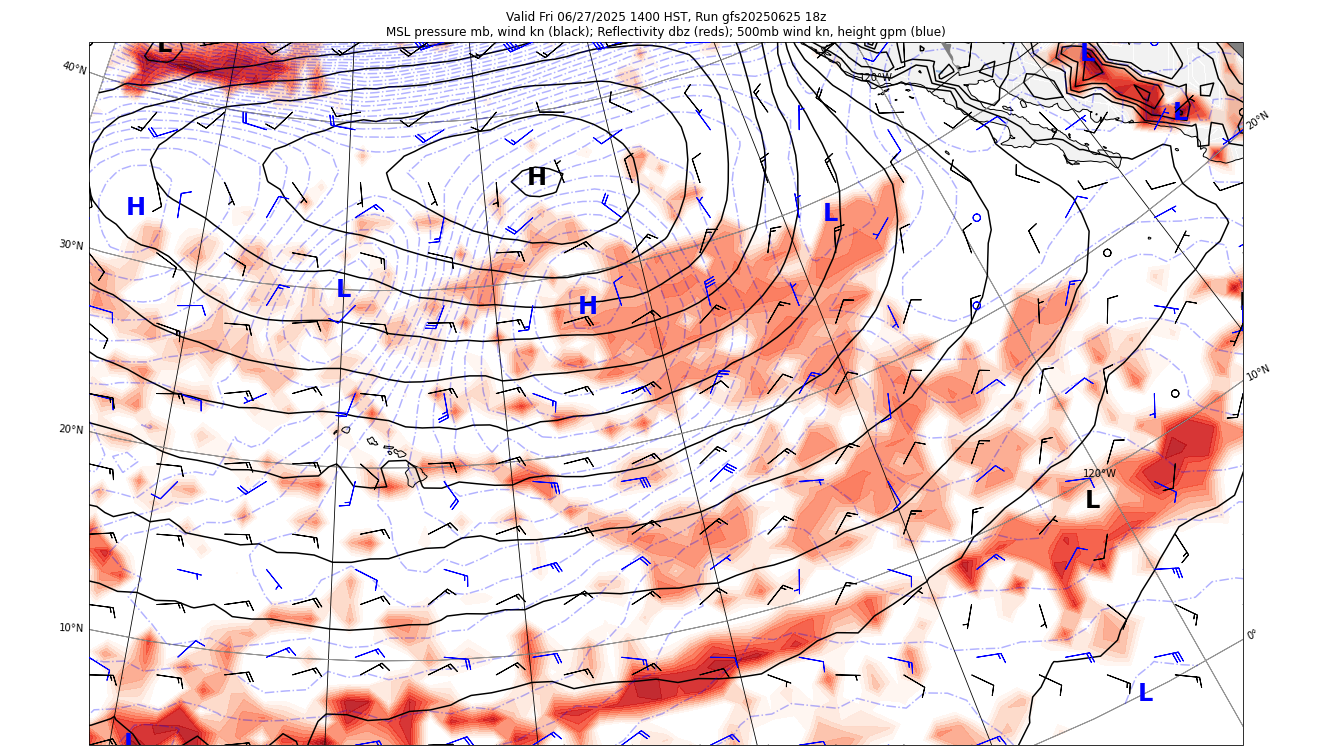 Valid Fri 06/27/2025 1400 HST, Run gfs20250625 18z
MSL pressure mb, wind kn (black); Reflectivity dbz (reds); 500mb wind kn, height gpm (blue)
L
L
40°N
120°W
L
20°N
H
H
L
30°N
L
H
10°N
20°N
120°W
L
10°N
0°
L
L